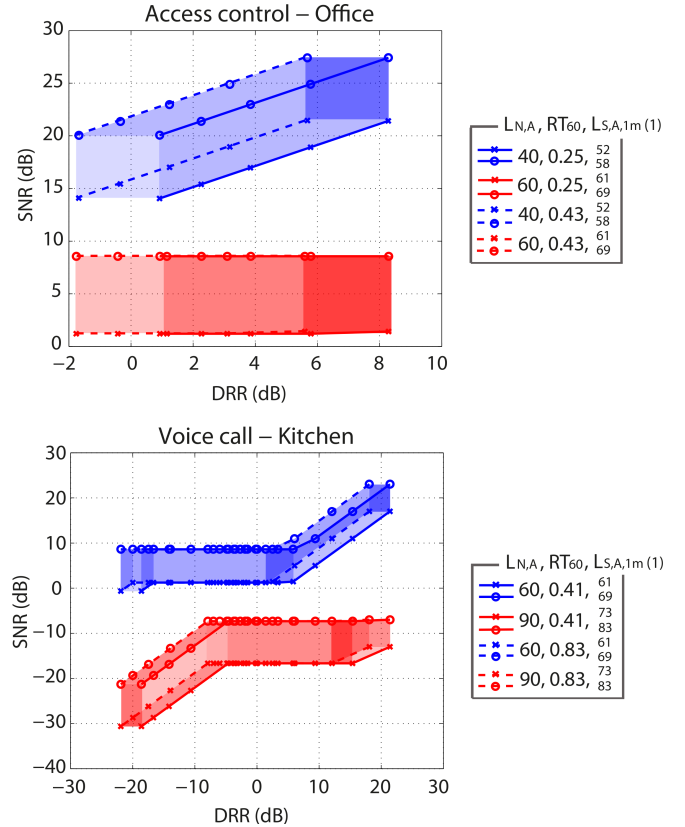 Access control – Office
30
25
20
15
10
5
0
SNR (dB)
−2 0 2 4 6 8 10
DRR (dB)
LN,A , RT60, LS,A,1m (1)
40, 0.25, 52 58
60, 0.25, 61 69
40, 0.43, 52 58
60, 0.43, 61 69
Voice call – Kitchen
30
20
10
0
−10
−20
−30
−40
SNR (dB)
−30 −20 −10 0 10 20 30
DRR (dB)
LN,A , RT60, LS,A,1m (1)
60, 0.41, 61 69
90, 0.41, 73 83
60, 0.83, 61 69
90, 0.83, 73 83